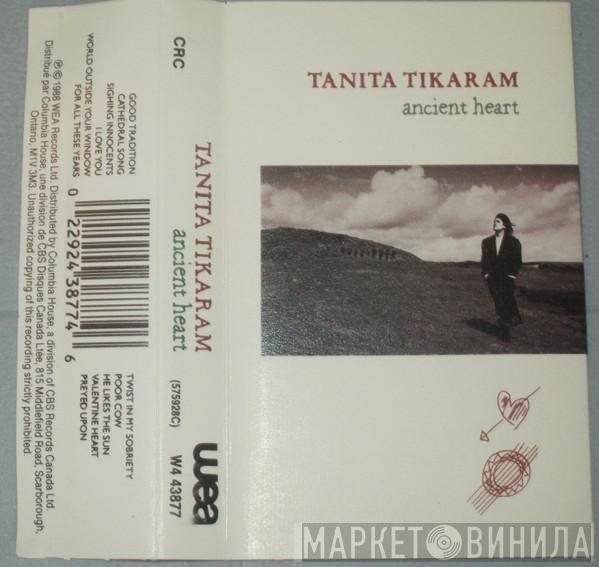 TANITA TIKARAM
ancient heart
CRC
TANITA TIKARAM
ancient heart
(575928C)
wea
W4 43877
GOOD TRADITION
CATHEDRAL SONG
SIGHING INNOCENTS
I LOVE YOU
WORLD OUTSIDE YOUR WINDOW
FOR ALL THESE YEARS
0 22924 38774 6
TWIST IN MY SOBRIETY
POOR COW
HE LIKES THE SUN
VALENTINE HEART
PREYED UPON
℗ © 1988 WEA Records Ltd. Distributed by Columbia House, a division of CBS Records Canada Ltd.
Distribué par Columbia House, une division de CBS Disques Canada Ltée, 815 Middlefield Road, Scarborough,
Ontario, M1V 3M3. Unauthorized copying of this recording strictly prohibited.
МАРКЕТ ВИНИЛА